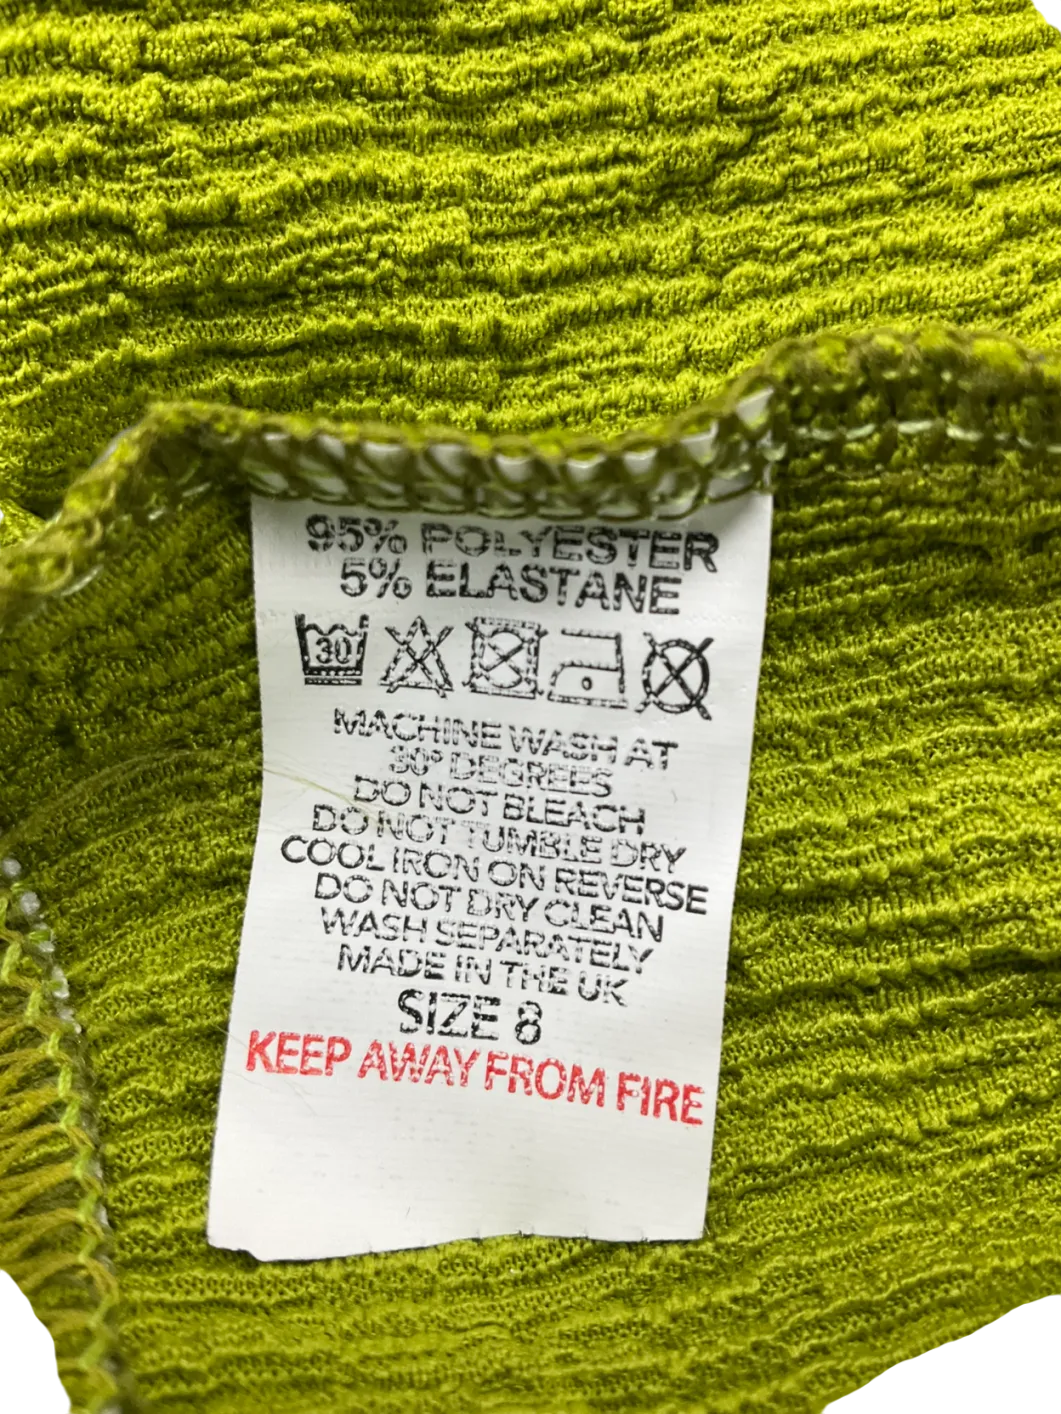 95% POLYESTER
5% ELASTANE
30
MACHINE WASH AT
30° DEGREES
DO NOT BLEACH
DO NOT TUMBLE DRY
COOL IRON ON REVERSE
DO NOT DRY CLEAN
WASH SEPARATELY
MADE IN THE UK
SIZE 8
KEEP AWAY FROM FIRE